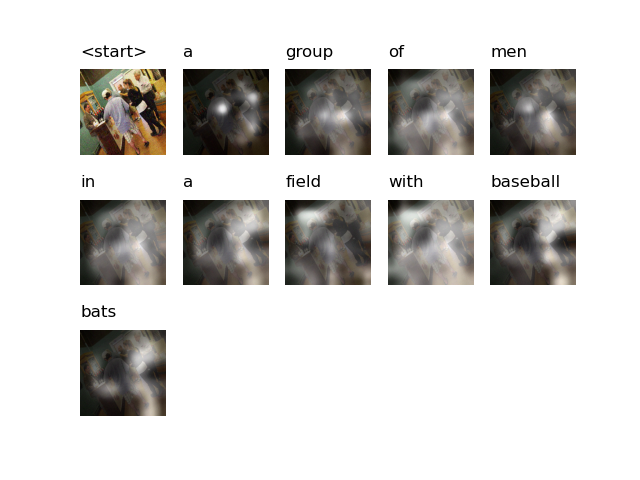 <start> a group of men
in a field with baseball
bats